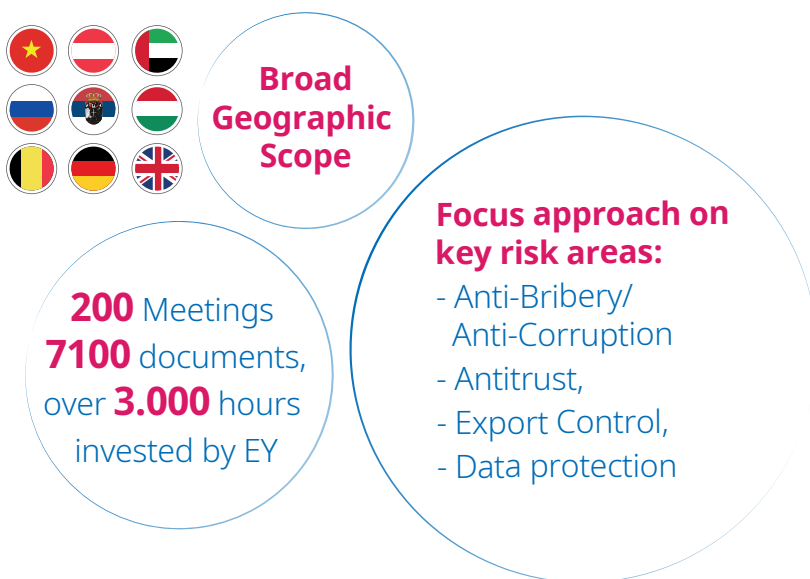 Broad
Geographic
Scope
200 Meetings
7100 documents,
over 3.000 hours
invested by EY
Focus approach on
key risk areas:
- Anti-Bribery/
Anti-Corruption
- Antitrust,
- Export Control,
- Data protection